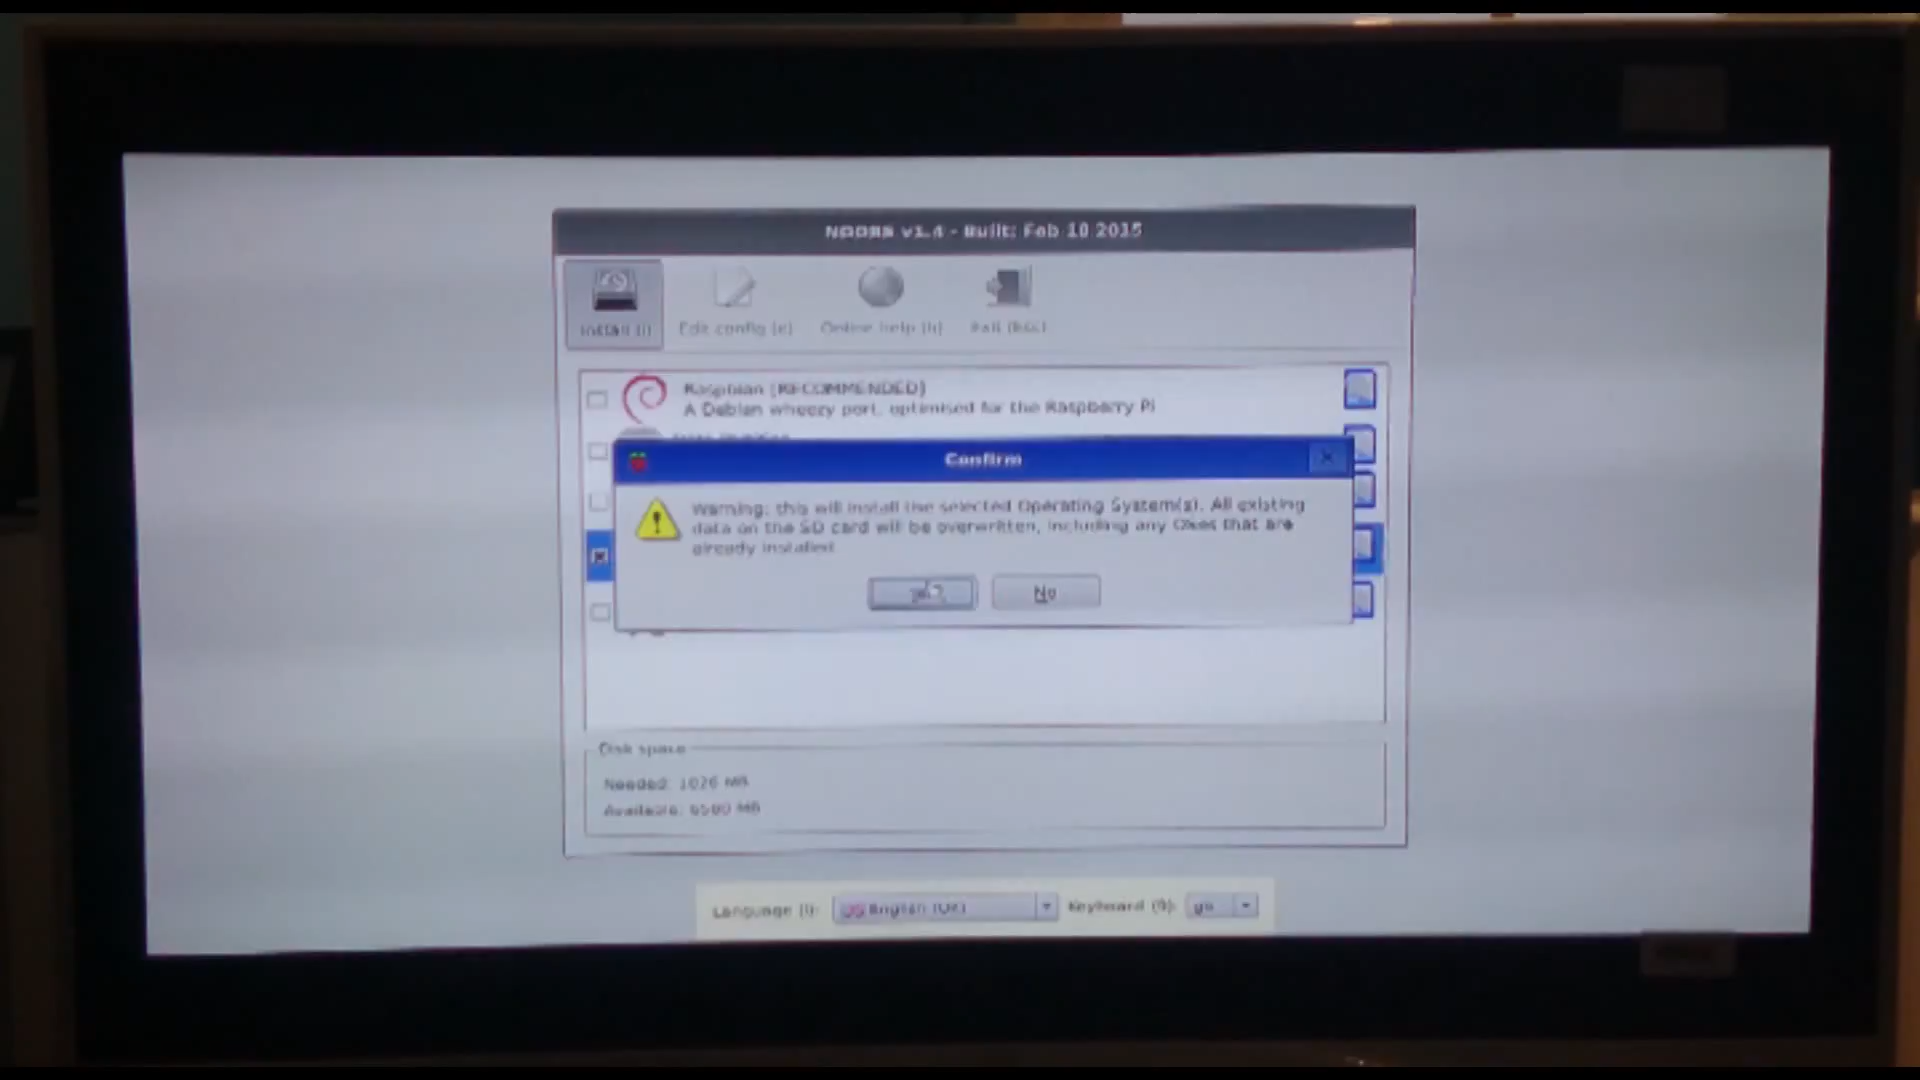 NOOBS v1.4 - Built: Feb 10 2015
Install (i) Edit config (e) Online help (h) Exit (Esc)
Raspbian [RECOMMENDED]
A Debian wheezy port, optimised for the Raspberry Pi
Confirm
Warning: this will install the selected Operating System(s). All existing
data on the SD card will be overwritten, including any OSes that are
already installed.
No
Disk space
Needed: 1026 MB
Available: MB
Language (l): English (UK) Keyboard (9): gb